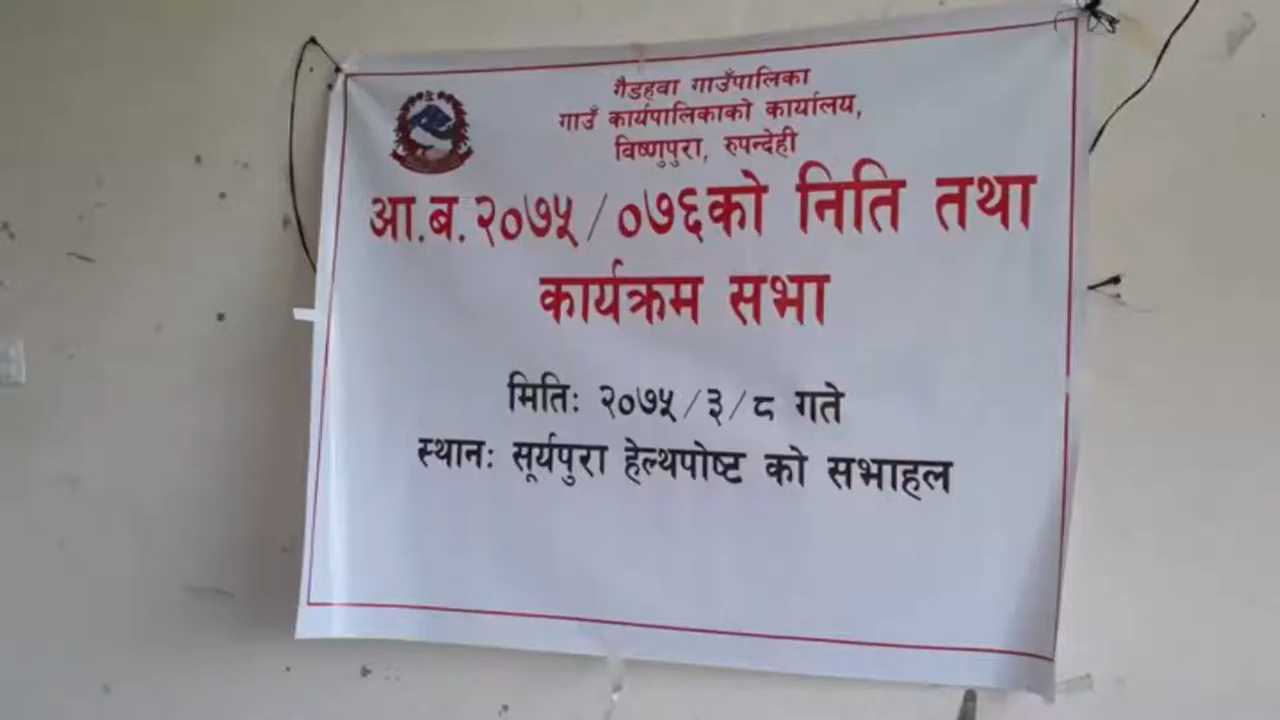 गैडहवा गाउँपालिका
गाउँ कार्यपालिकाको कार्यालय,
विष्णुपुरा, रुपन्देही
आ.ब.२०७५/०७६को निति तथा
कार्यक्रम सभा
मितिः २०७५/३/८ गते
स्थानः सूर्यपुरा हेल्थपोष्ट को सभाहल